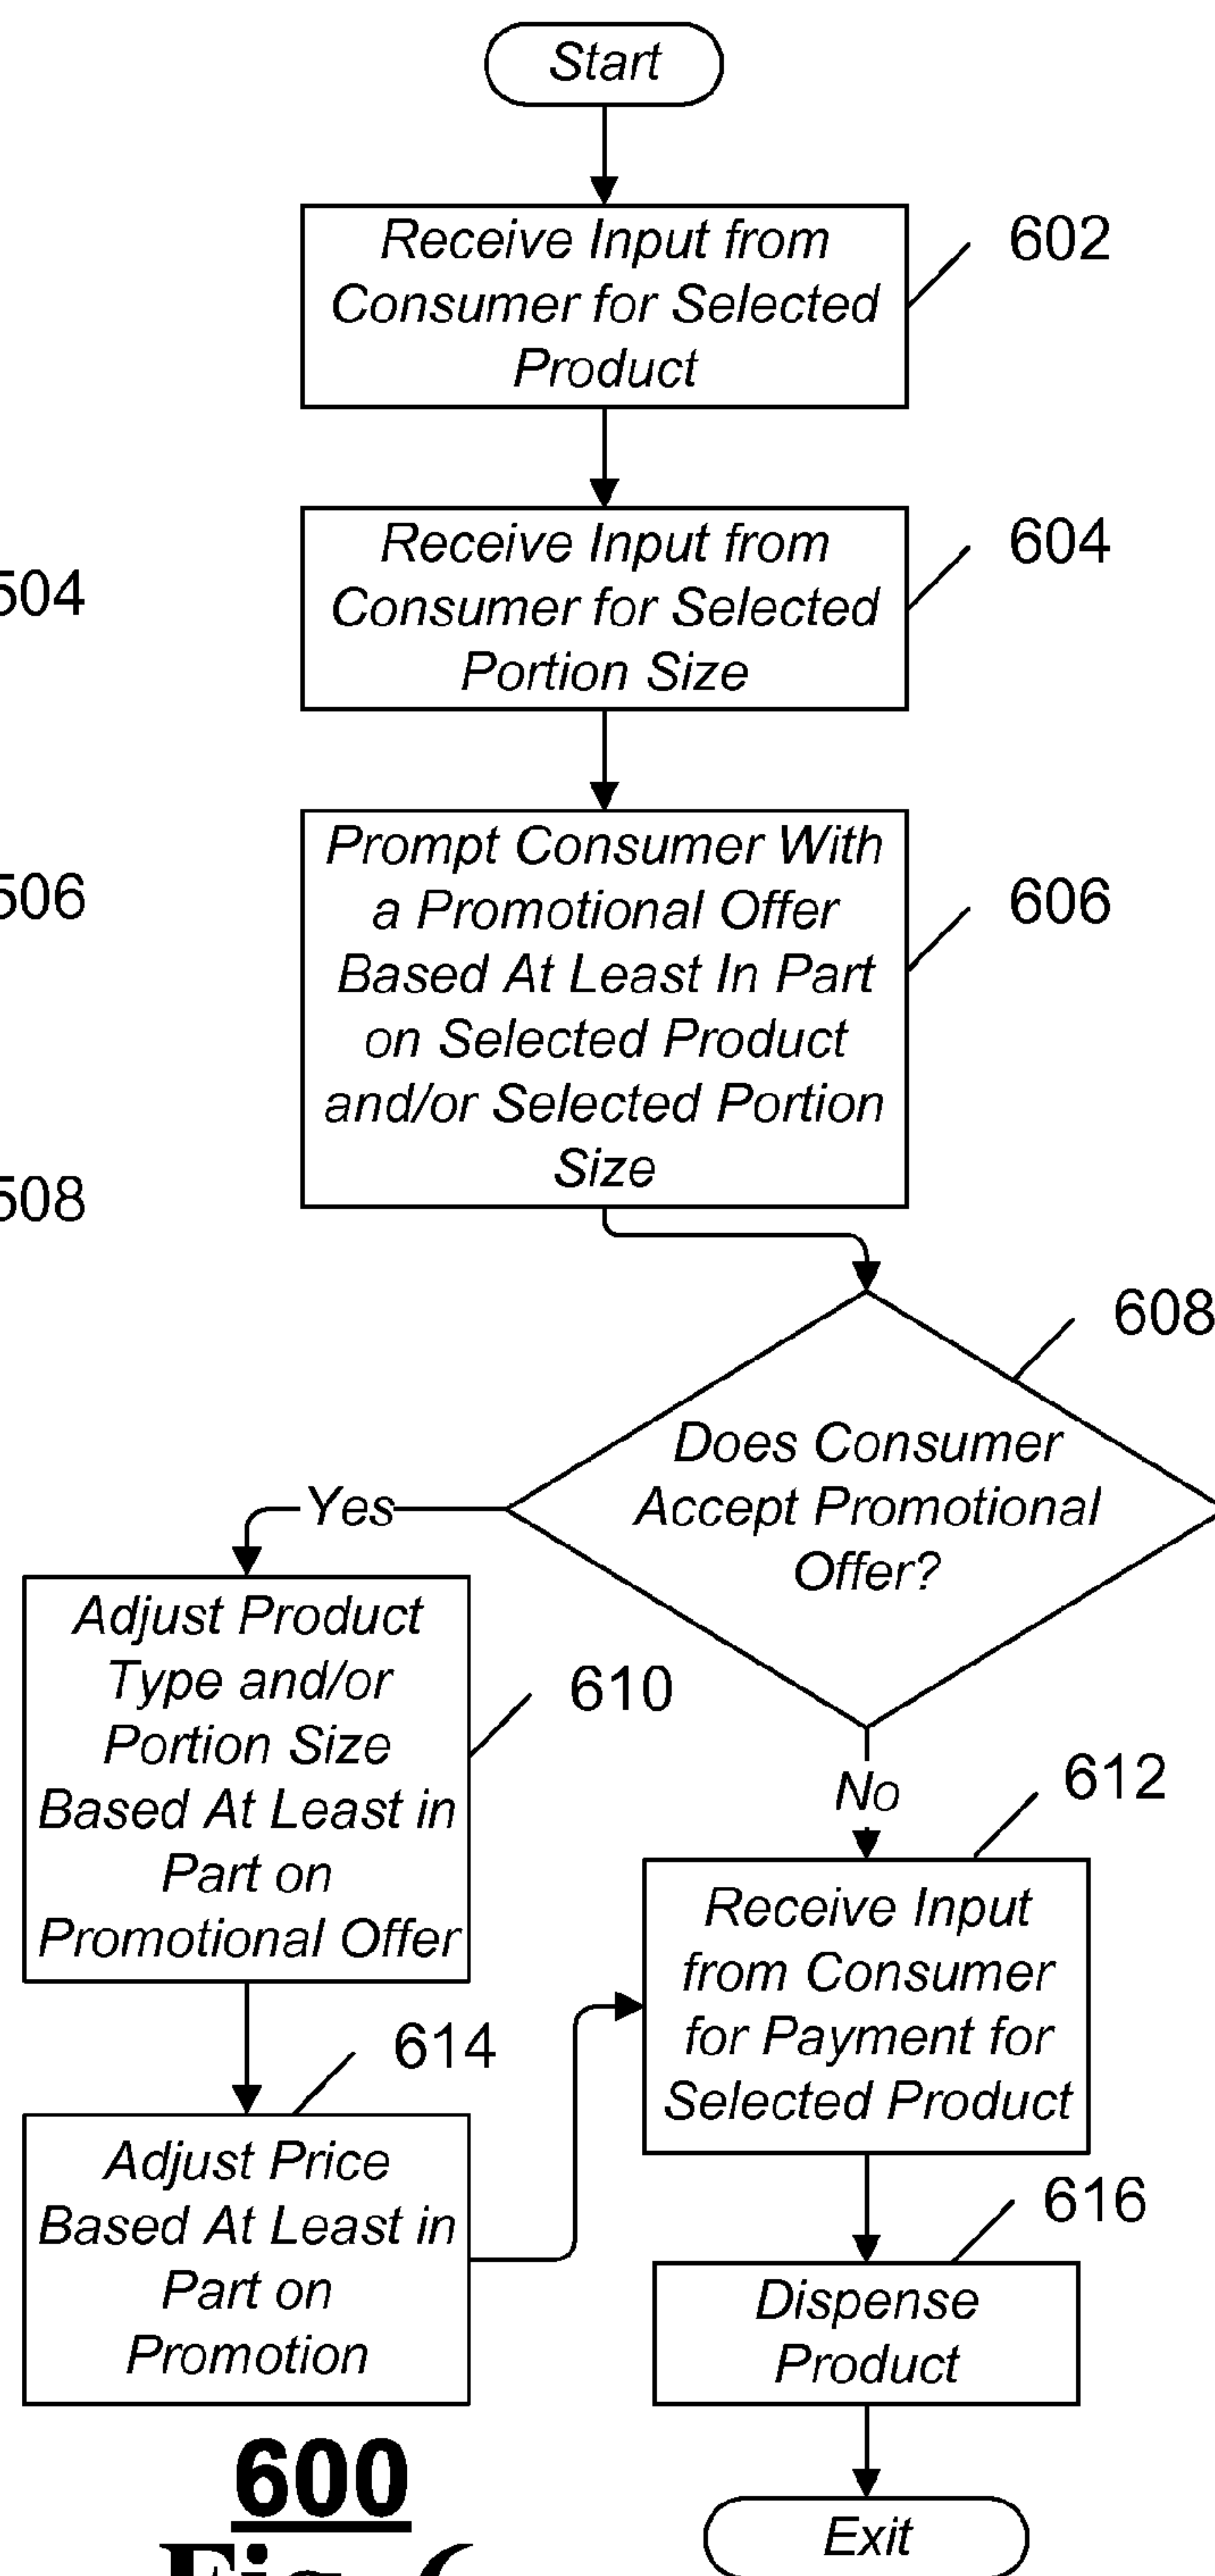 Start
Receive Input from
Consumer for Selected
Product
602
Receive Input from
Consumer for Selected
Portion Size
604
504
Prompt Consumer With
a Promotional Offer
Based At Least In Part
on Selected Product
and/or Selected Portion
Size
606
506
508
608
Does Consumer
Accept Promotional
Offer?
Yes
No
Adjust Product
Type and/or
Portion Size
Based At Least in
Part on
Promotional Offer
610
612
Receive Input
from Consumer
for Payment for
Selected Product
614
Adjust Price
Based At Least in
Part on
Promotion
616
Dispense
Product
Exit
600
Fig.